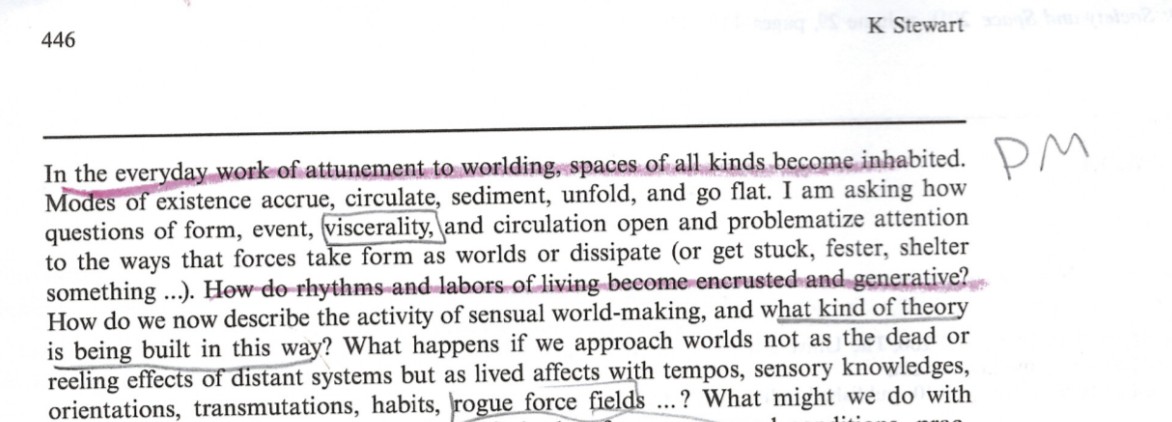 446
K Stewart
In the everyday work of attunement to worlding, spaces of all kinds become inhabited.
PM
Modes of existence accrue, circulate, sediment, unfold, and go flat. I am asking how
questions of form, event, viscerality, and circulation open and problematize attention
to the ways that forces take form as worlds or dissipate (or get stuck, fester, shelter
something ...). How do rhythms and labors of living become encrusted and generative?
How do we now describe the activity of sensual world-making, and what kind of theory
is being built in this way? What happens if we approach worlds not as the dead or
reeling effects of distant systems but as lived affects with tempos, sensory knowledges,
orientations, transmutations, habits, rogue force fields ...? What might we do with